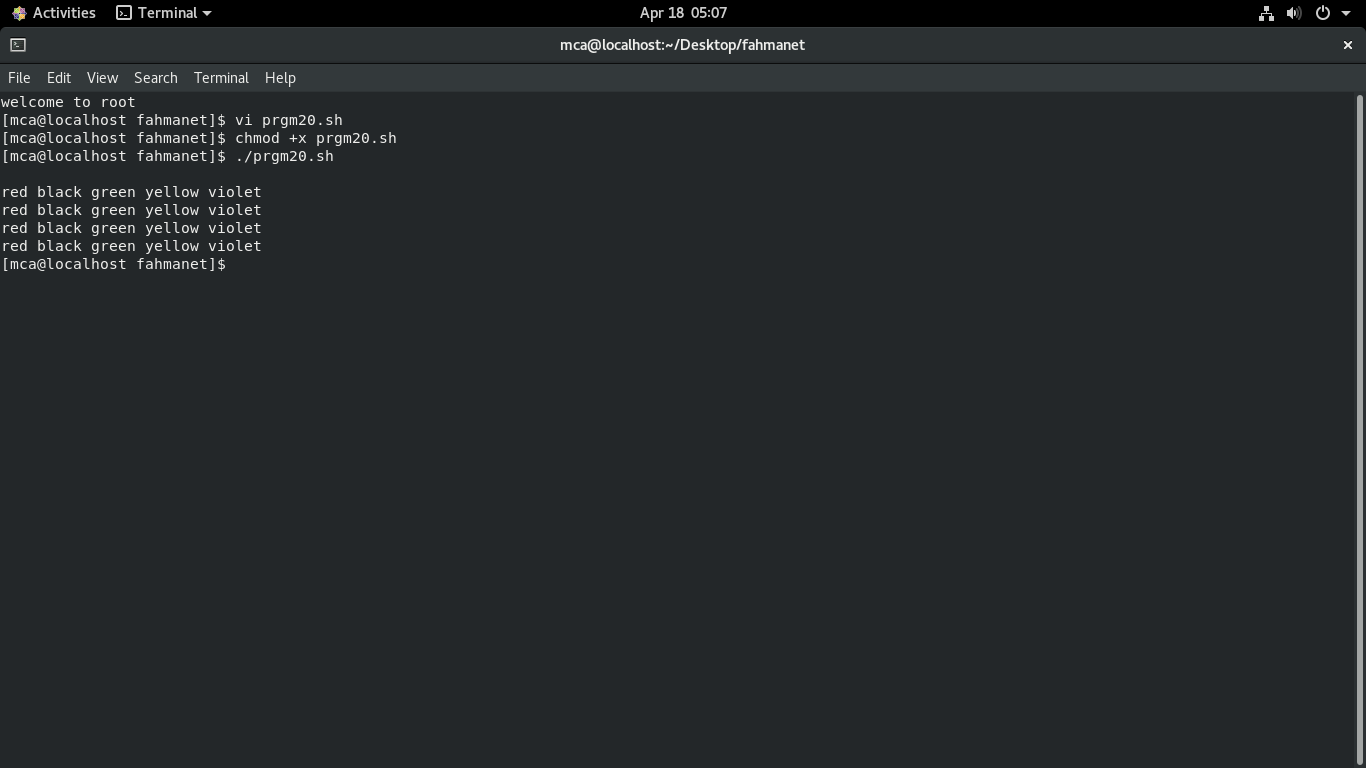 Activities Terminal Apr 18 05:07
mca@localhost:~/Desktop/fahmanet
File Edit View Search Terminal Help
welcome to root
[mca@localhost fahmanet]$ vi prgm20.sh
[mca@localhost fahmanet]$ chmod +x prgm20.sh
[mca@localhost fahmanet]$ ./prgm20.sh
red black green yellow violet
red black green yellow violet
red black green yellow violet
red black green yellow violet
[mca@localhost fahmanet]$